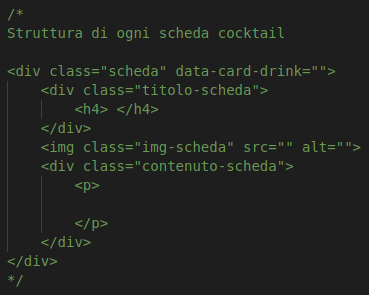 /*
Struttura di ogni scheda cocktail
<div class="scheda" data-card-drink="">
<div class="titolo-scheda">
<h4> </h4>
</div>
<img class="img-scheda" src="" alt="">
<div class="contenuto-scheda">
<p>
</p>
</div>
</div>
*/